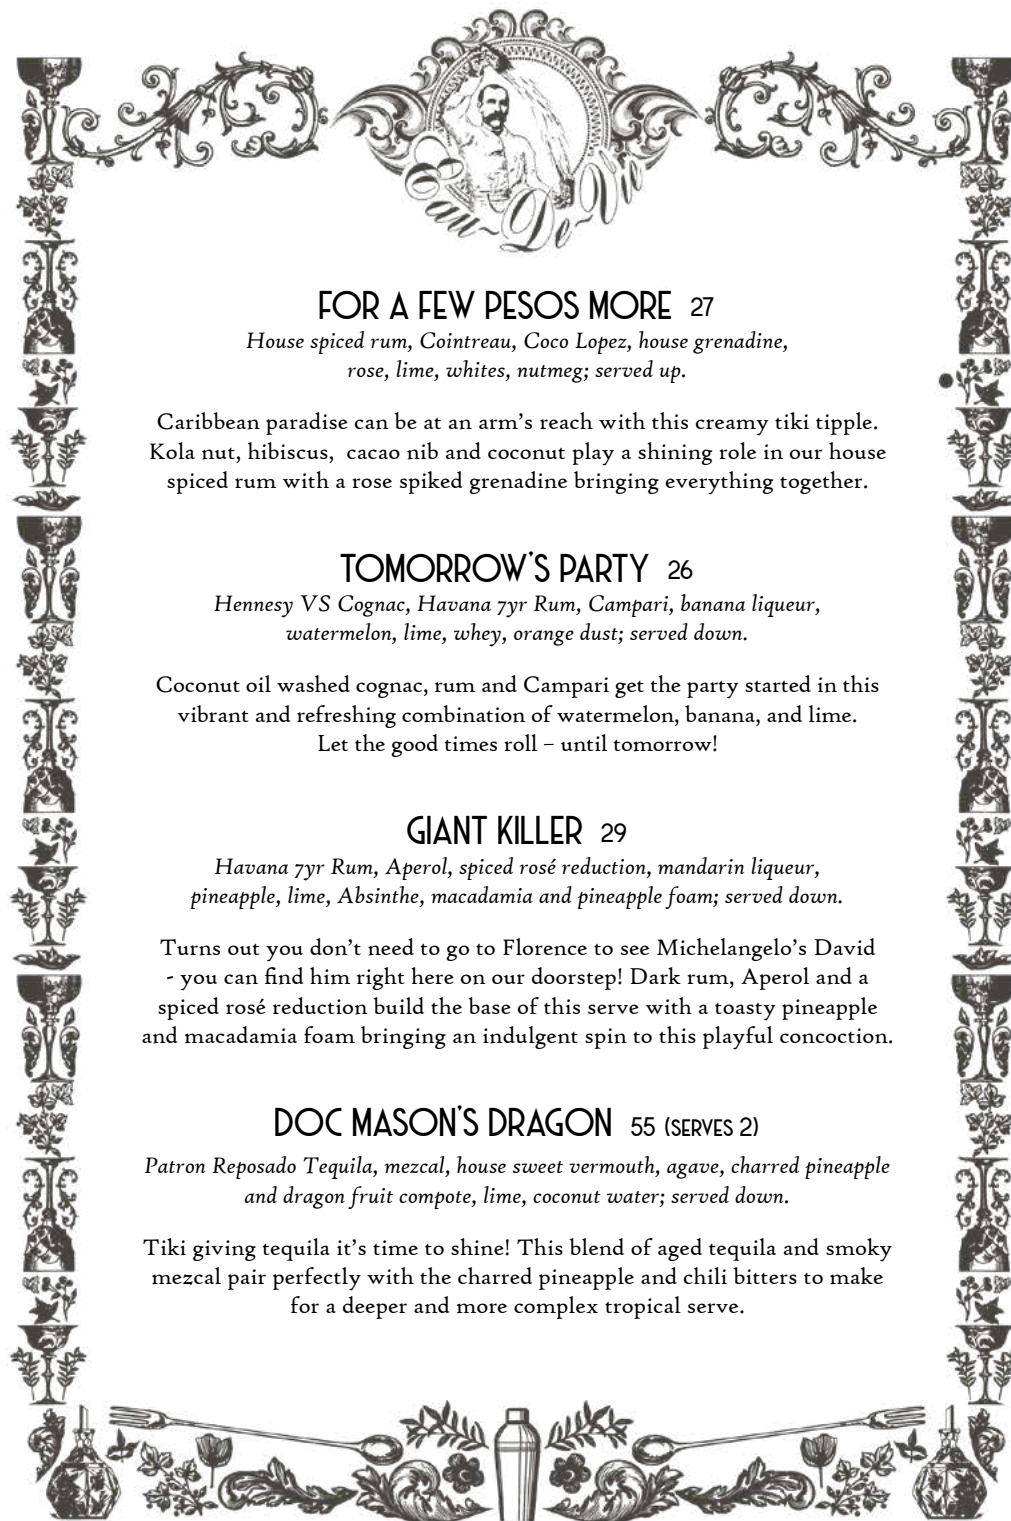 Eau-De-Vie
FOR A FEW PESOS MORE 27
House spiced rum, Cointreau, Coco Lopez, house grenadine,
rose, lime, whites, nutmeg; served up.
Caribbean paradise can be at an arm's reach with this creamy tiki tipple.
Kola nut, hibiscus, cacao nib and coconut play a shining role in our house
spiced rum with a rose spiked grenadine bringing everything together.
TOMORROW'S PARTY 26
Hennesy VS Cognac, Havana 7yr Rum, Campari, banana liqueur,
watermelon, lime, whey, orange dust; served down.
Coconut oil washed cognac, rum and Campari get the party started in this
vibrant and refreshing combination of watermelon, banana, and lime.
Let the good times roll – until tomorrow!
GIANT KILLER 29
Havana 7yr Rum, Aperol, spiced rosé reduction, mandarin liqueur,
pineapple, lime, Absinthe, macadamia and pineapple foam; served down.
Turns out you don't need to go to Florence to see Michelangelo's David
- you can find him right here on our doorstep! Dark rum, Aperol and a
spiced rosé reduction build the base of this serve with a toasty pineapple
and macadamia foam bringing an indulgent spin to this playful concoction.
DOC MASON'S DRAGON 55 (SERVES 2)
Patron Reposado Tequila, mezcal, house sweet vermouth, agave, charred pineapple
and dragon fruit compote, lime, coconut water; served down.
Tiki giving tequila it's time to shine! This blend of aged tequila and smoky
mezcal pair perfectly with the charred pineapple and chili bitters to make
for a deeper and more complex tropical serve.